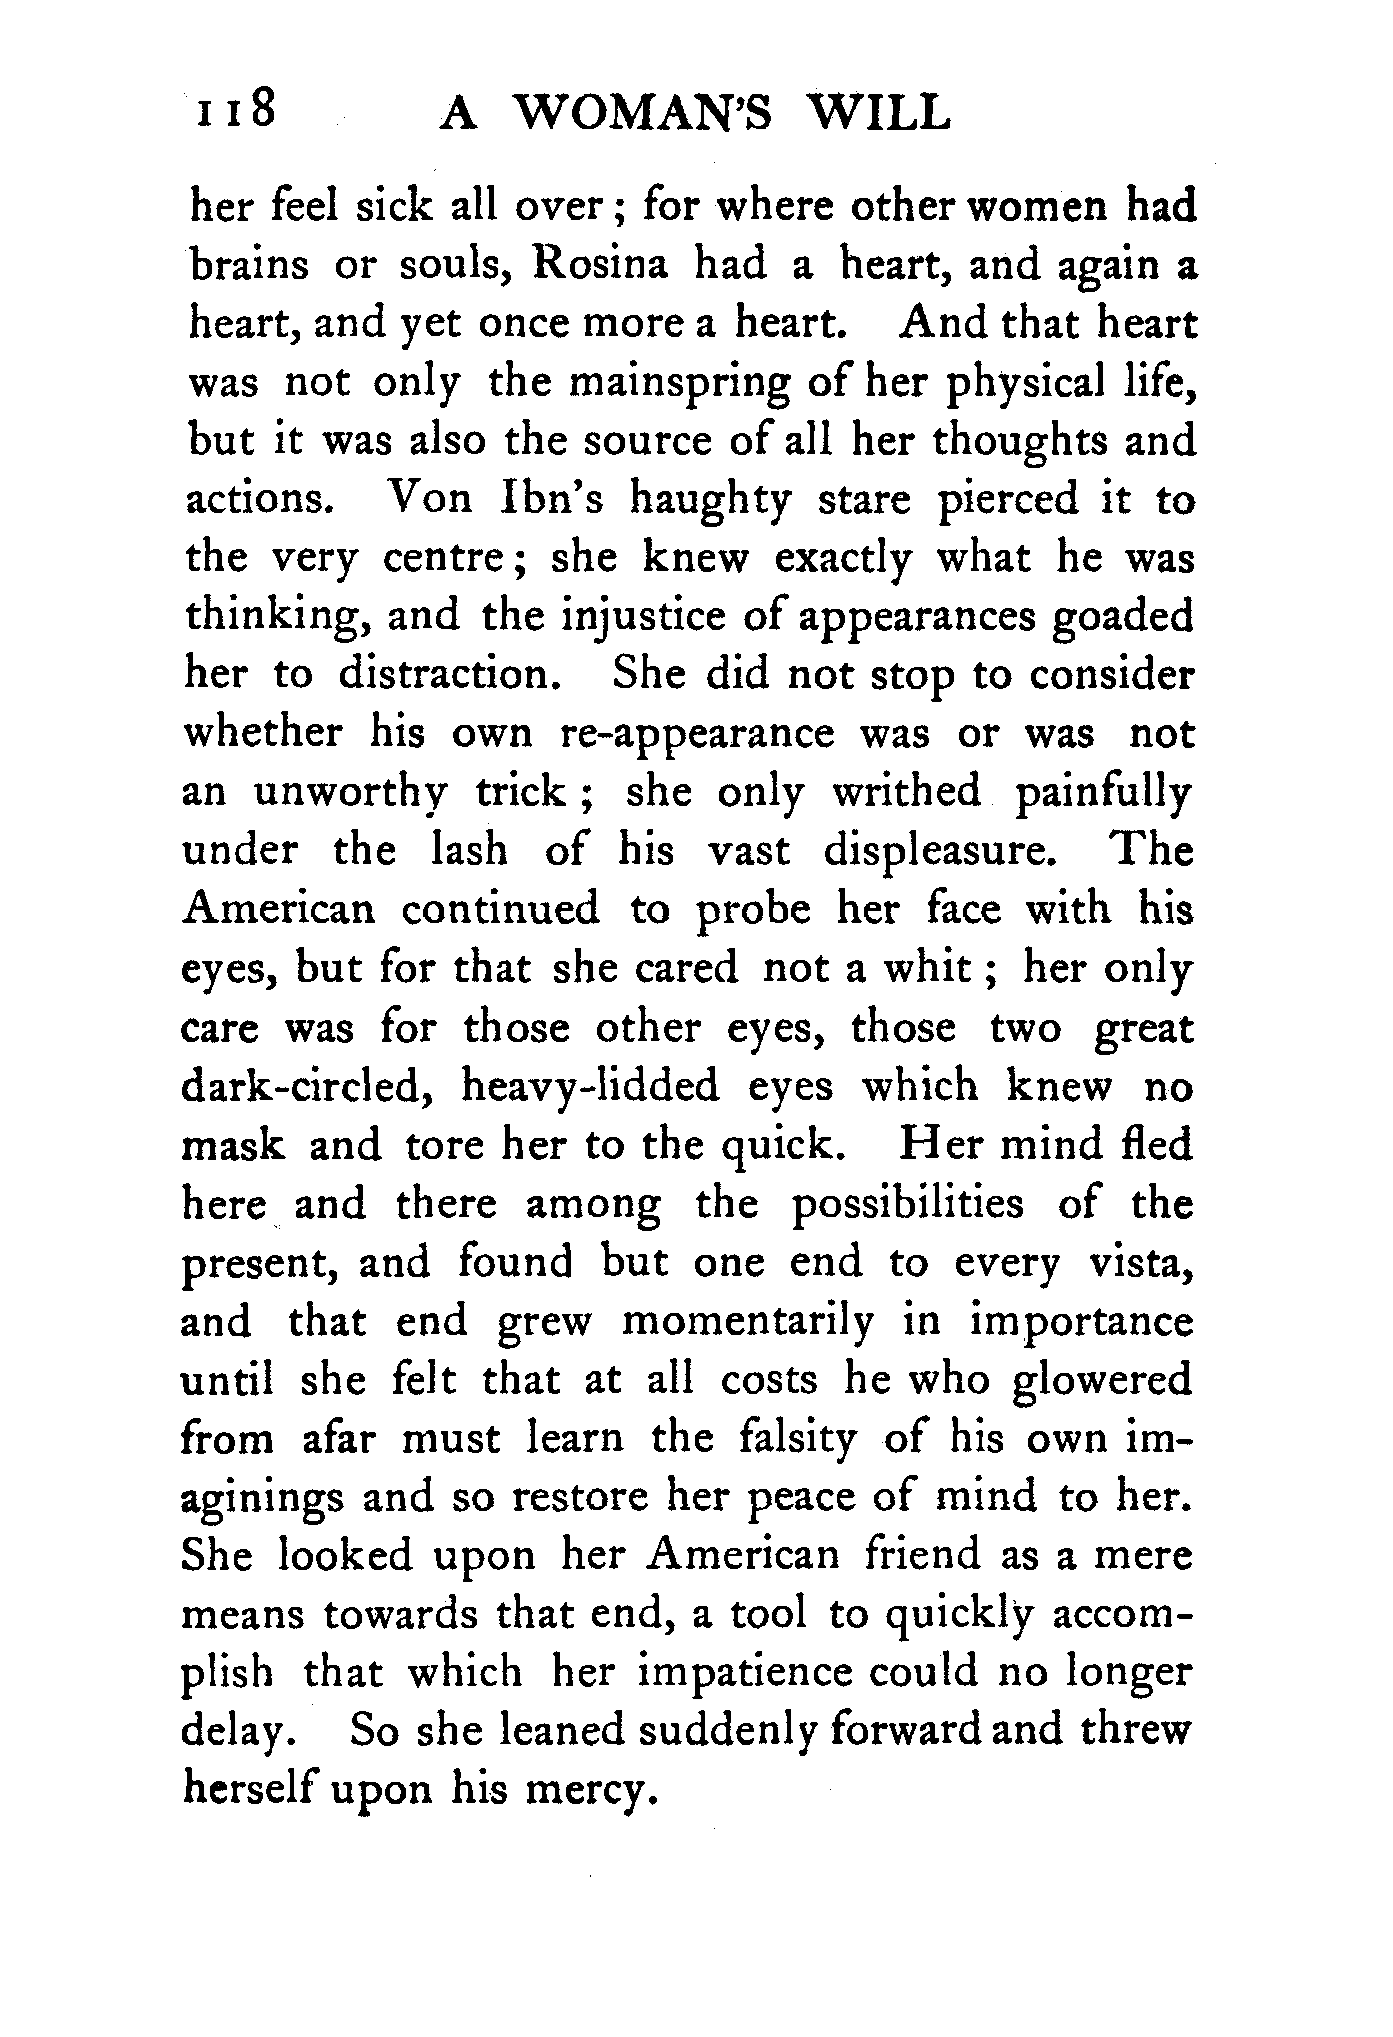 118 A WOMAN'S WILL
her feel sick all over; for where other women had
brains or souls, Rosina had a heart, and again a
heart, and yet once more a heart. And that heart
was not only the mainspring of her physical life,
but it was also the source of all her thoughts and
actions. Von Ibn's haughty stare pierced it to
the very centre; she knew exactly what he was
thinking, and the injustice of appearances goaded
her to distraction. She did not stop to consider
whether his own re-appearance was or was not
an unworthy trick; she only writhed painfully
under the lash of his vast displeasure. The
American continued to probe her face with his
eyes, but for that she cared not a whit; her only
care was for those other eyes, those two great
dark-circled, heavy-lidded eyes which knew no
mask and tore her to the quick. Her mind fled
here and there among the possibilities of the
present, and found but one end to every vista,
and that end grew momentarily in importance
until she felt that at all costs he who glowered
from afar must learn the falsity of his own im-
aginings and so restore her peace of mind to her.
She looked upon her American friend as a mere
means towards that end, a tool to quickly accom-
plish that which her impatience could no longer
delay. So she leaned suddenly forward and threw
herself upon his mercy.